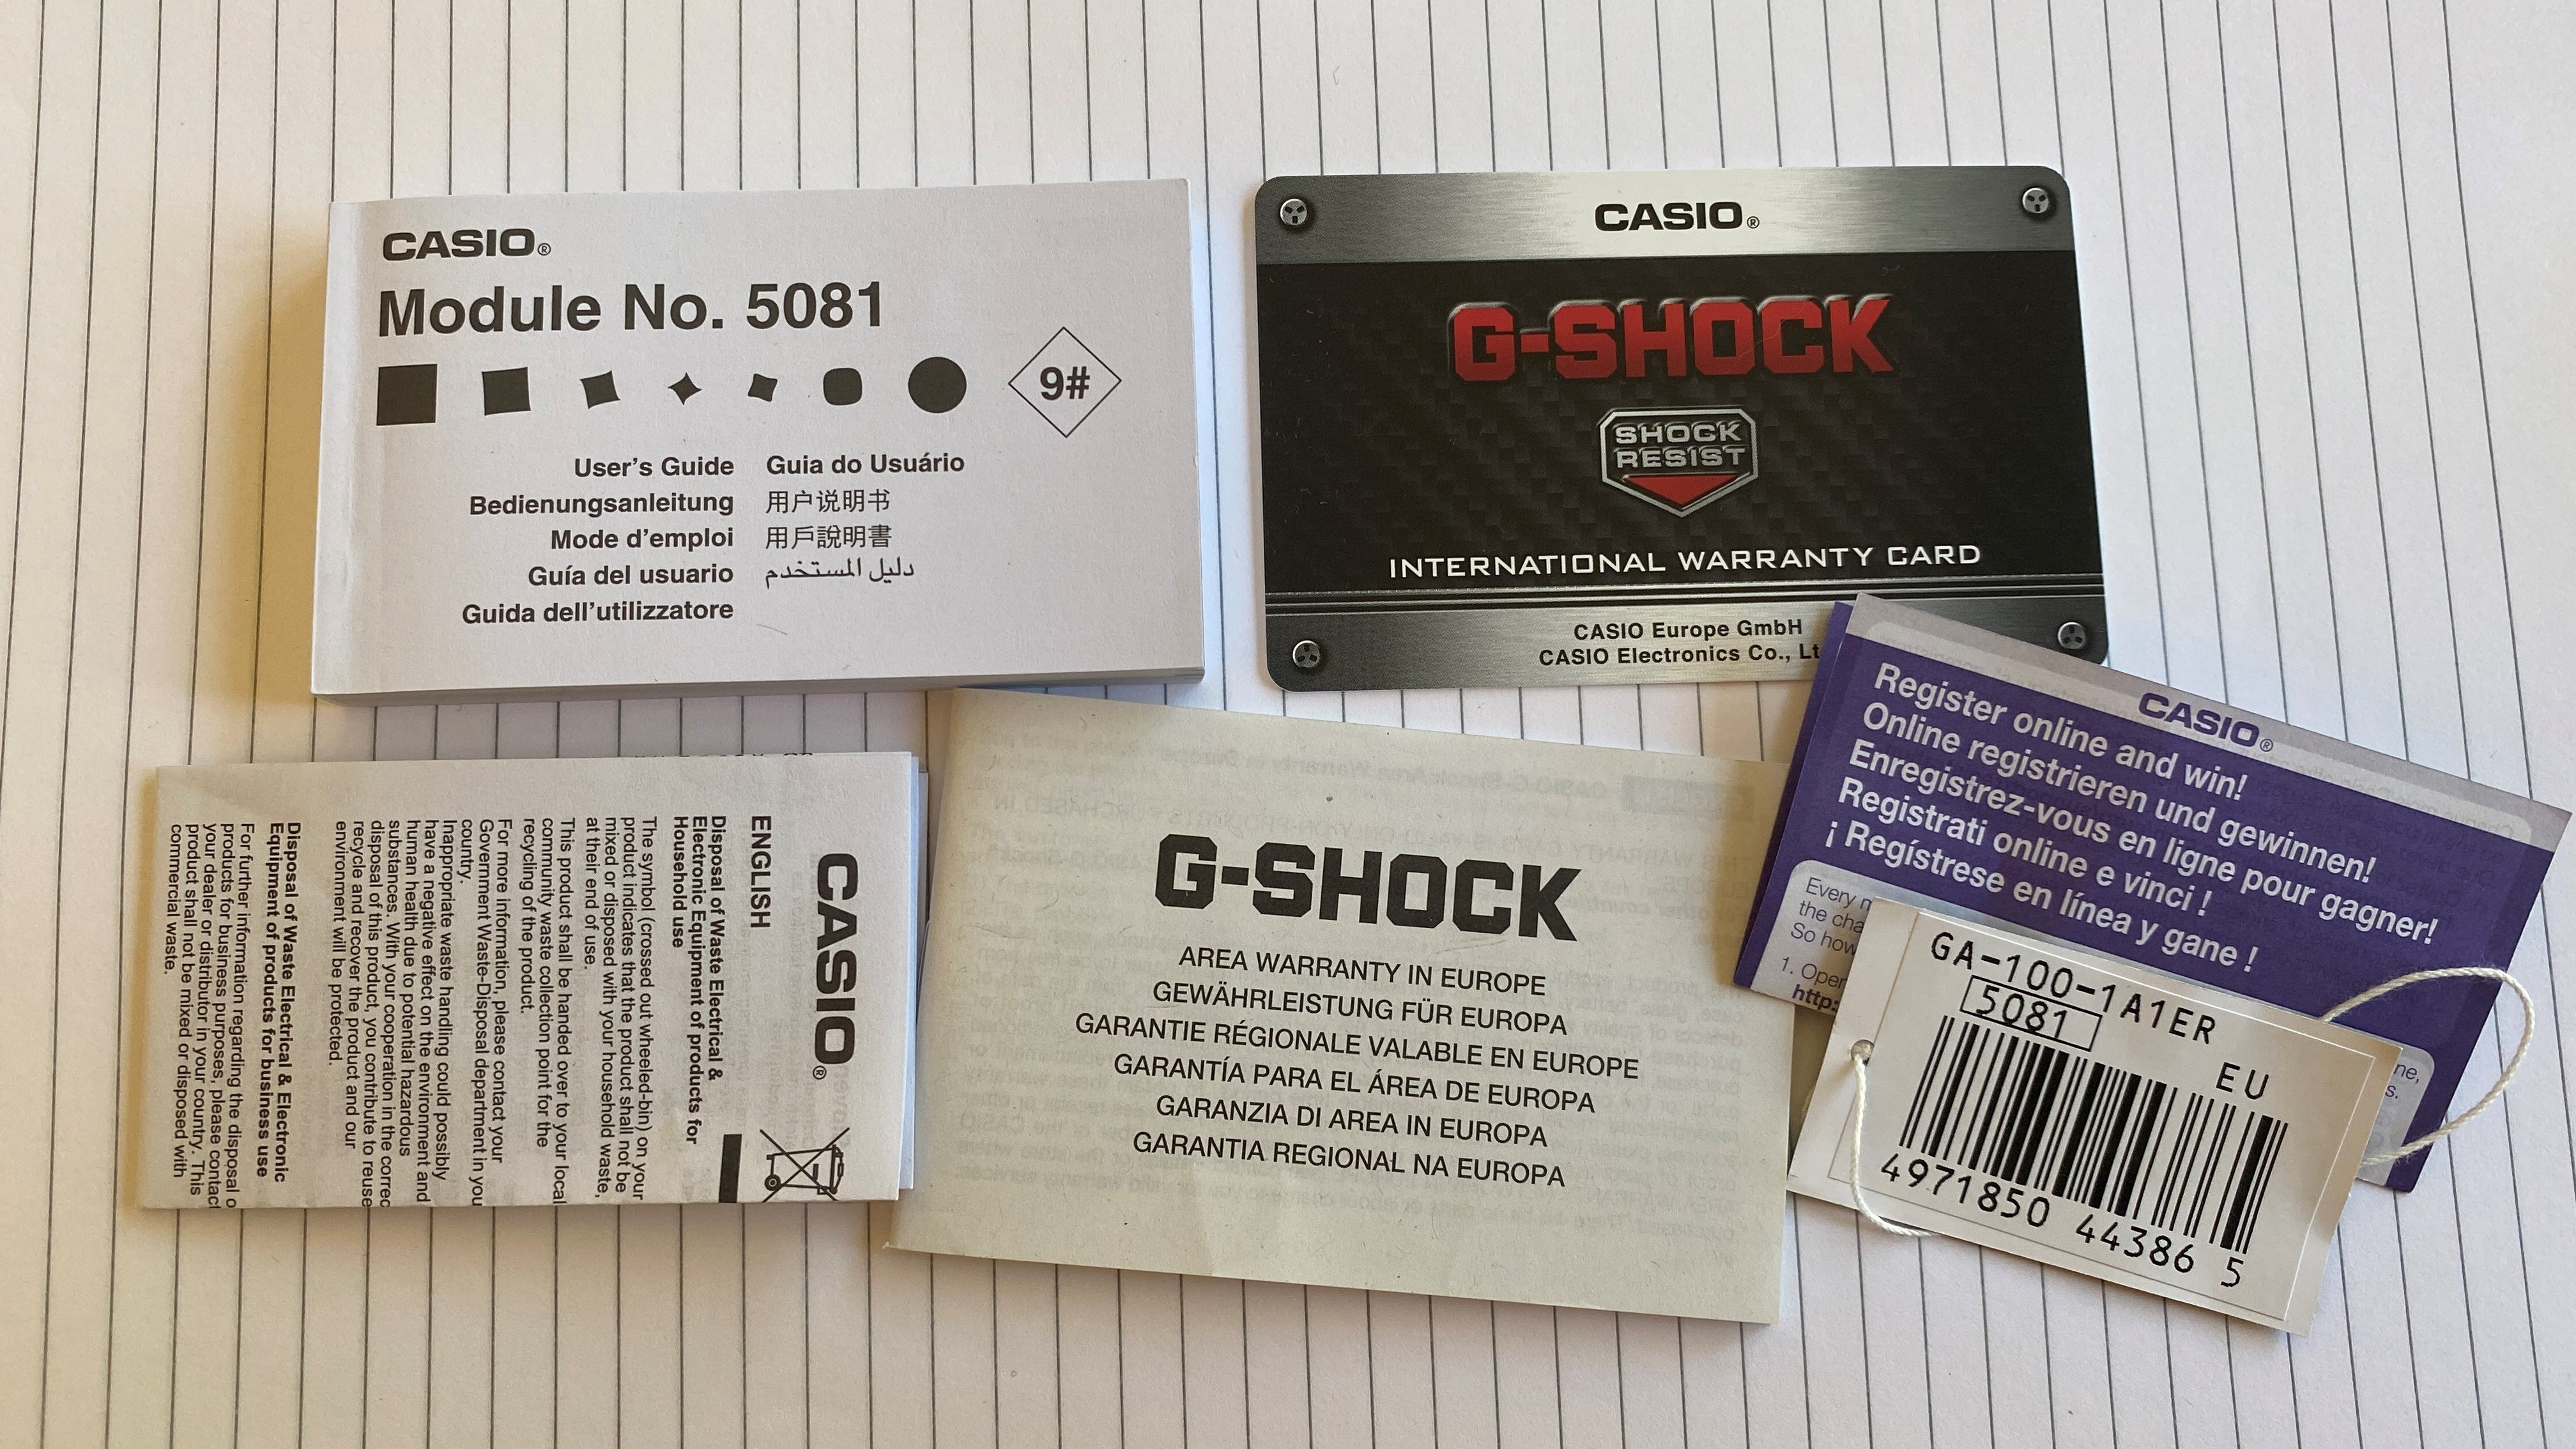 CASIO®
Module No. 5081
9#
User's Guide
Bedienungsanleitung
Mode d'emploi
Guía del usuario
Guida dell'utilizzatore
Guia do Usuário
用户说明书
用戶說明書
دليل المستخدم
CASIO®
G-SHOCK
SHOCK
RESIST
INTERNATIONAL WARRANTY CARD
CASIO Europe GmbH
CASIO Electronics Co., Lt
CASIO®
ENGLISH
Disposal of Waste Electrical &
Electronic Equipment of products for
Household use
The symbol (crossed out wheeled-bin) on your
product indicates that the product shall not be
mixed or disposed with your household waste,
at their end of use.
This product shall be handed over to your local
community waste collection point for the
recycling of the product.
For more information, please contact your
Government Waste-Disposal department in you
country.
Inappropriate waste handling could possibly
have a negative effect on the environment and
human health due to potential hazardous
substances. With your cooperation in the correc
disposal of this product, you contribute to reuse
recycle and recover the product and our
environment will be protected.
Disposal of Waste Electrical & Electronic
Equipment of products for business use
For further information regarding the disposal o
products for business purposes, please contact
your dealer or distributor in your country. This
product shall not be mixed or disposed with
commercial waste.
G-SHOCK
AREA WARRANTY IN EUROPE
GEWÄHRLEISTUNG FÜR EUROPA
GARANTIE RÉGIONALE VALABLE EN EUROPE
GARANTÍA PARA EL ÁREA DE EUROPA
GARANZIA DI AREA IN EUROPA
GARANTIA REGIONAL NA EUROPA
CASIO®
Register online and win!
Online registrieren und gewinnen!
Enregistrez-vous en ligne pour gagner!
Registrati online e vinci !
¡ Regístrese en línea y gane !
Every
the cha
So how
1. Oper
http:
ne,
s.
GA-100-1A1ER
5081
EU
4971850 44386 5